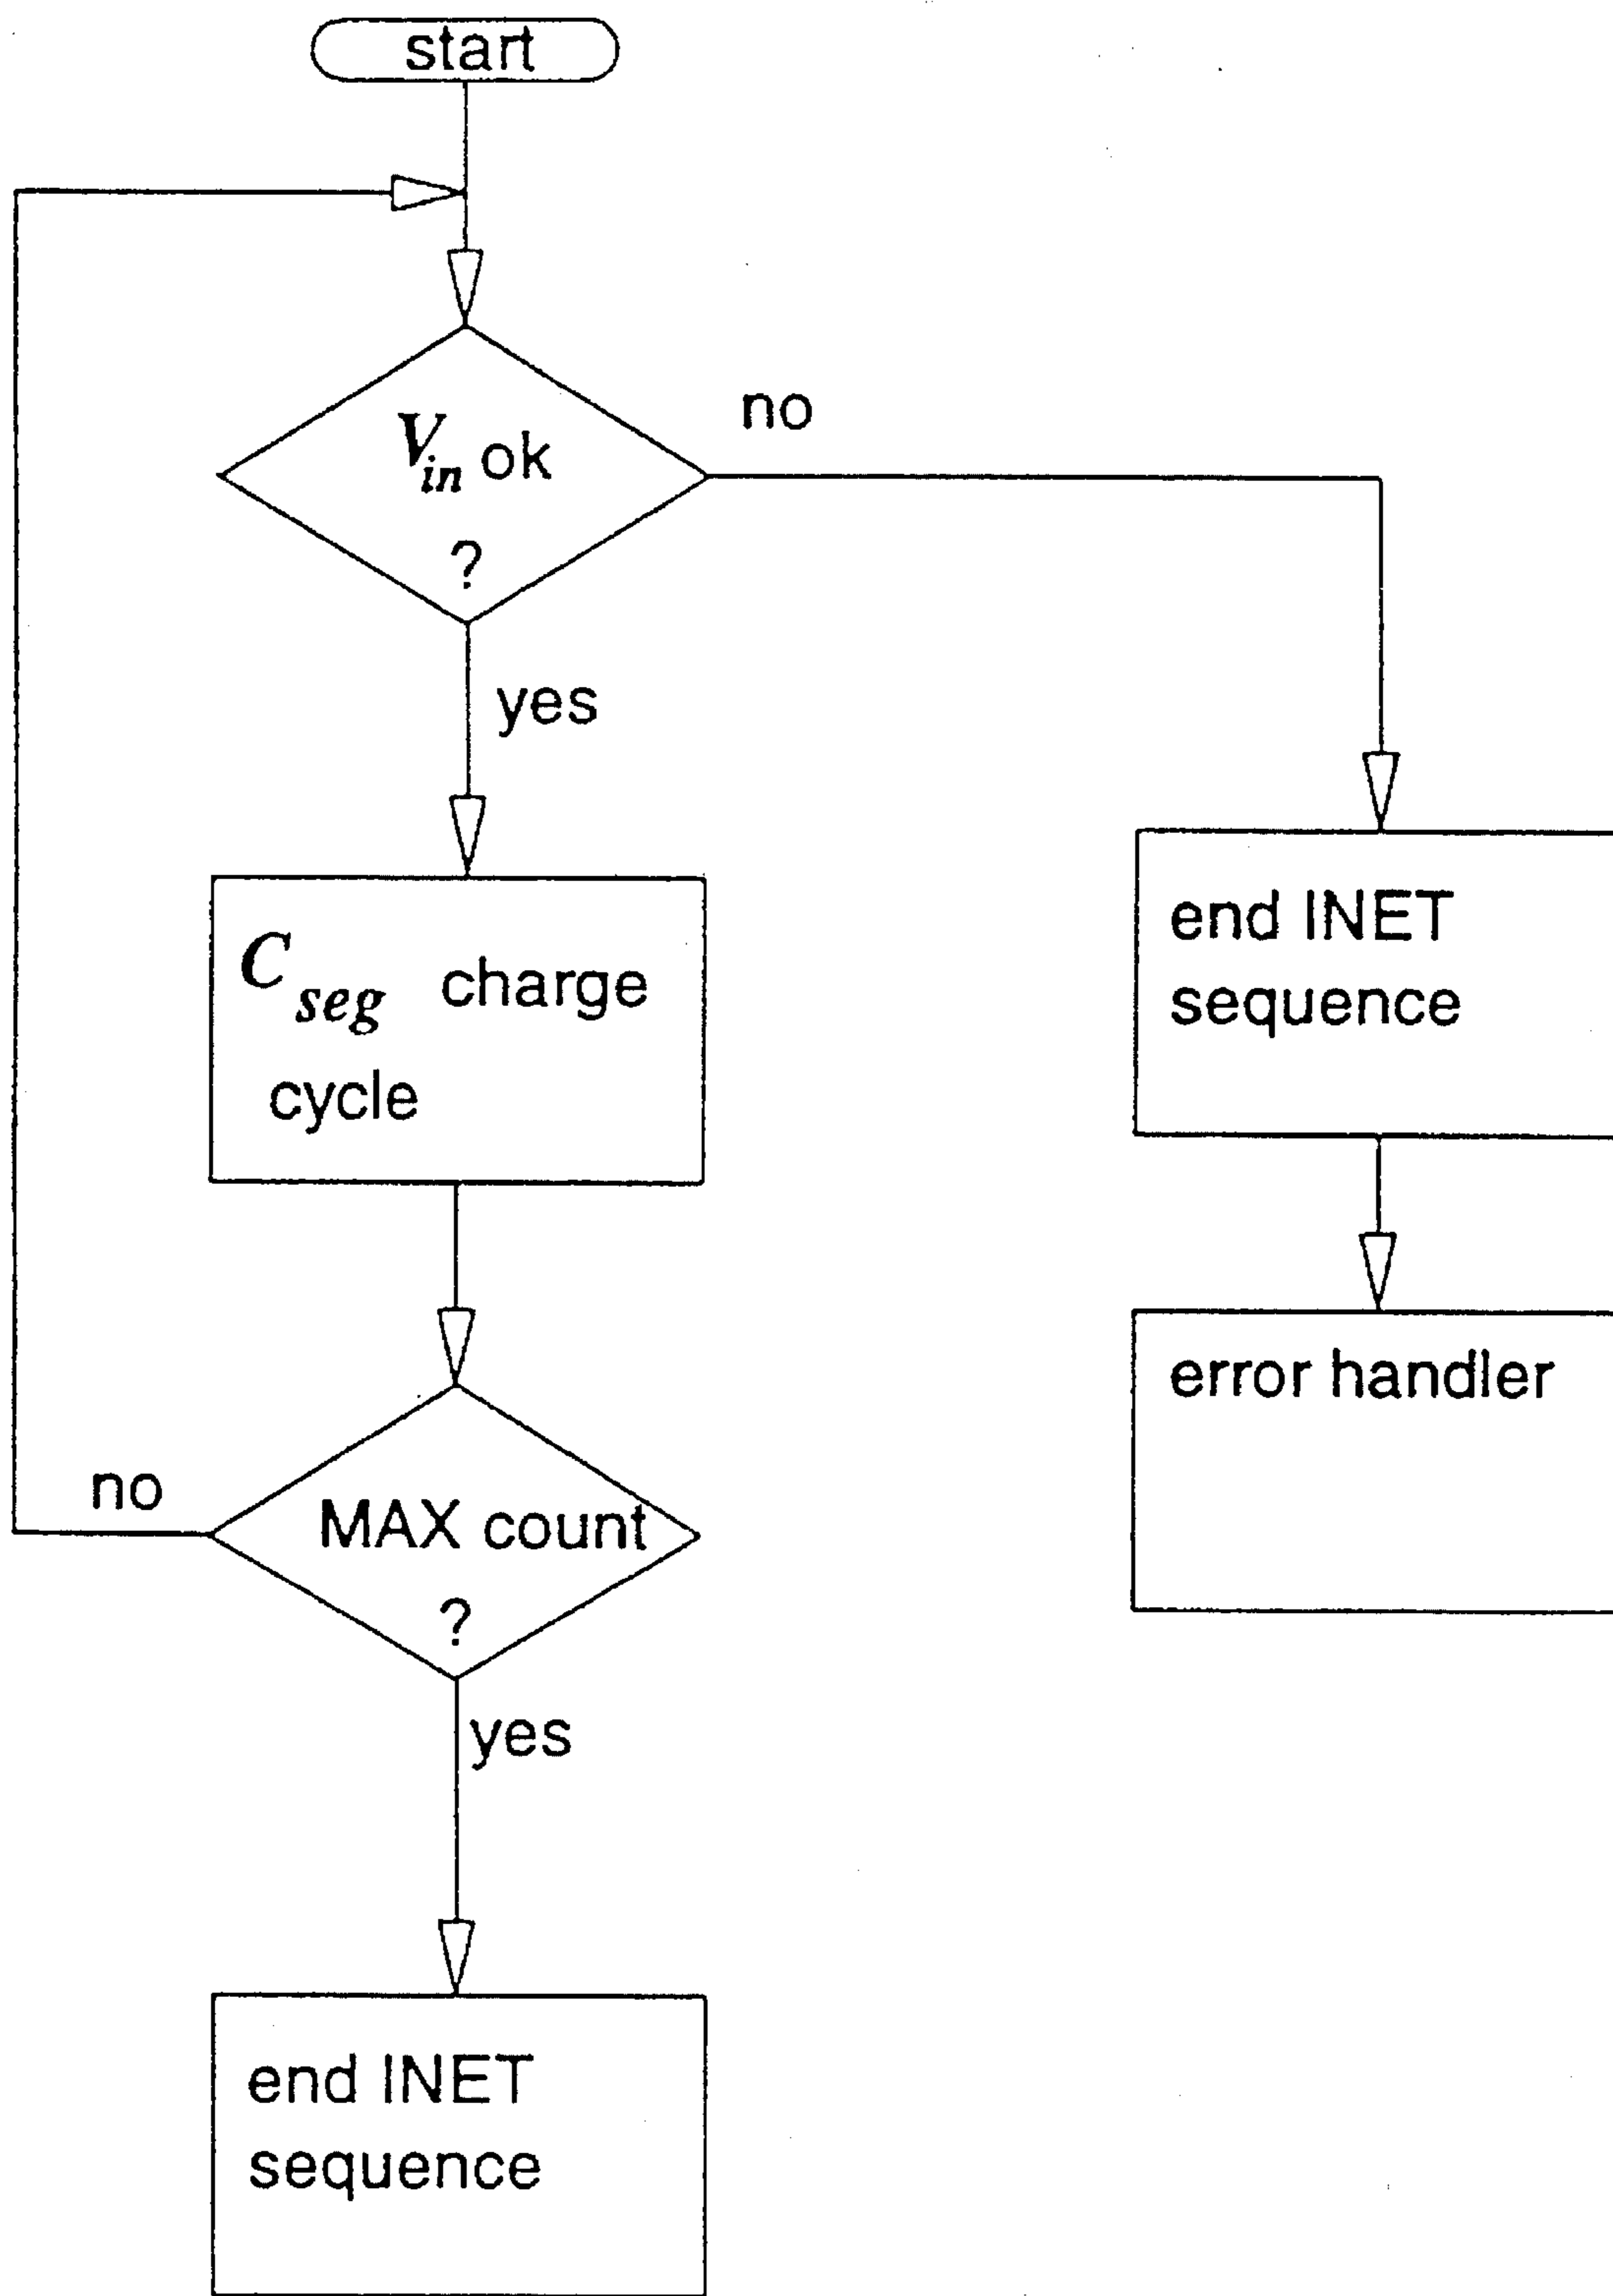 start
V_in ok
?
no
yes
C_seg charge
cycle
end INET
sequence
error handler
no
MAX count
?
yes
end INET
sequence